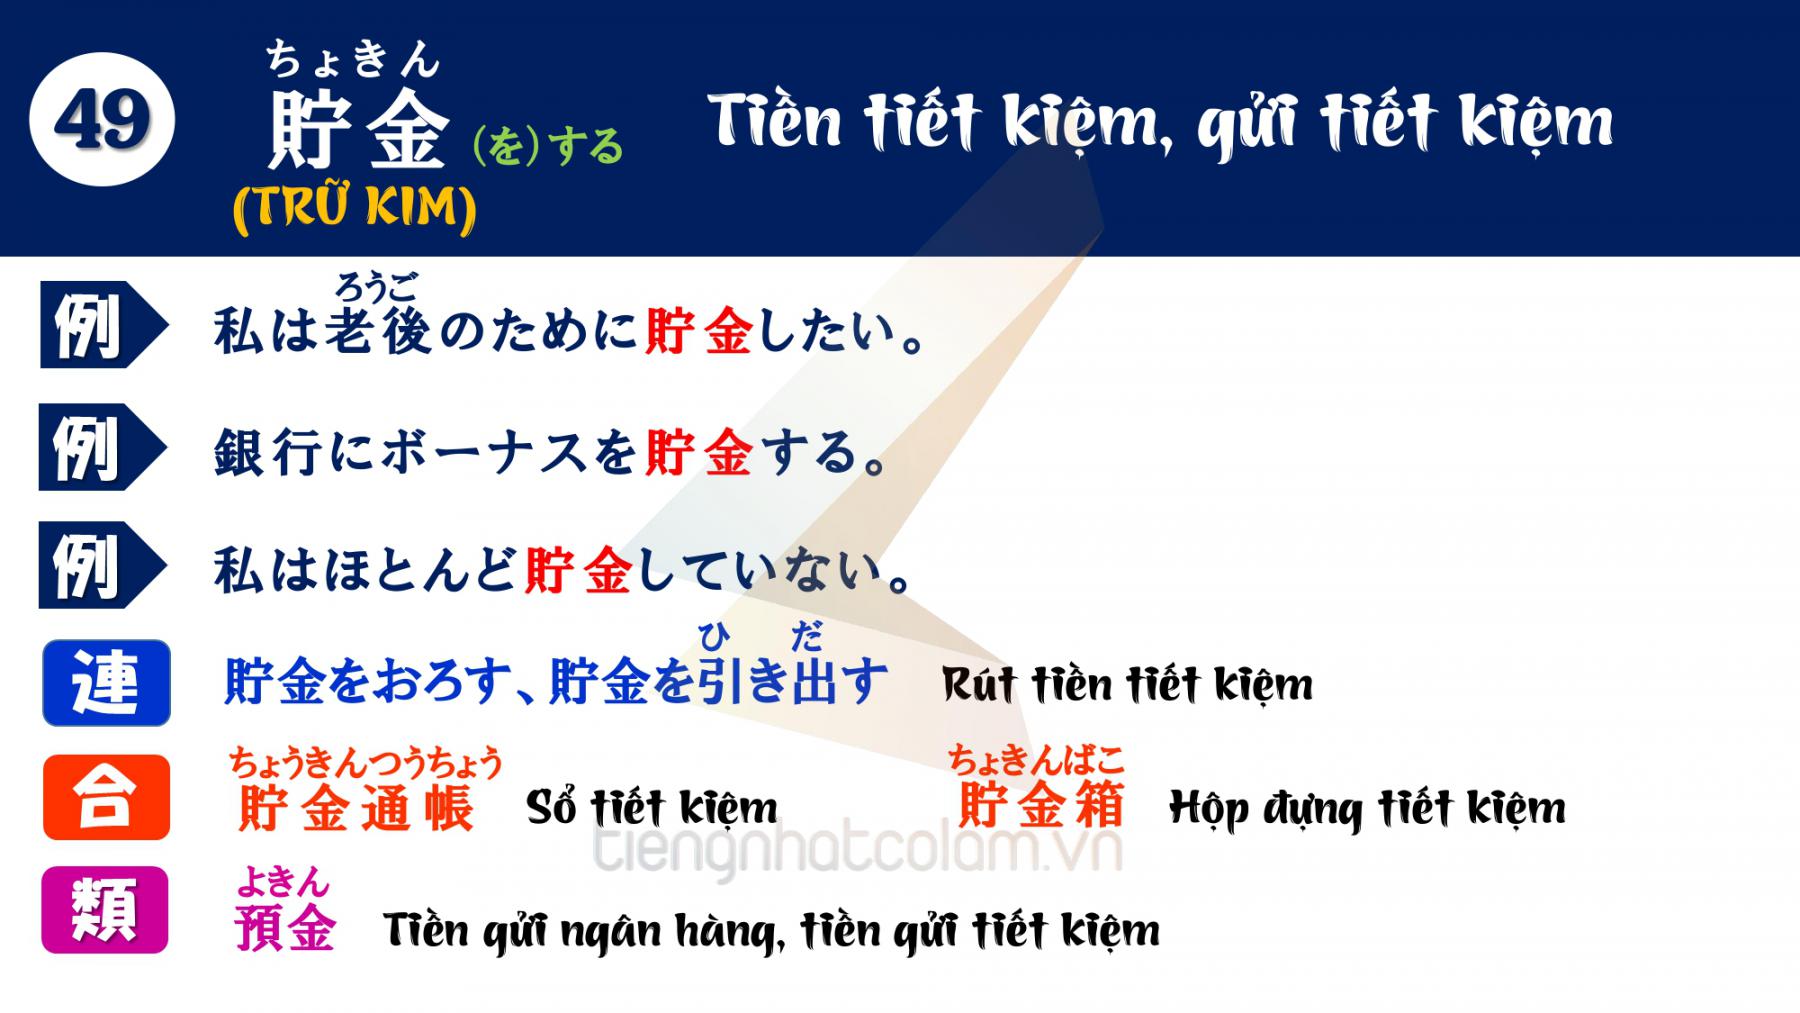 49
ちょきん
貯金(を)する
(TRỮ KIM)
Tiền tiết kiệm, gửi tiết kiệm
ろうご
例 私は老後のために貯金したい。
例 銀行にボーナスを貯金する。
例 私はほとんど貯金していない。
ひ だ
連 貯金をおろす、貯金を引き出す Rút tiền tiết kiệm
ちょうきんつうちょう ちょきんばこ
合 貯金通帳 Sổ tiết kiệm 貯金箱 Hộp đựng tiết kiệm
tiengnhatcolam.vn
よきん
類 預金 Tiền gửi ngân hàng, tiền gửi tiết kiệm